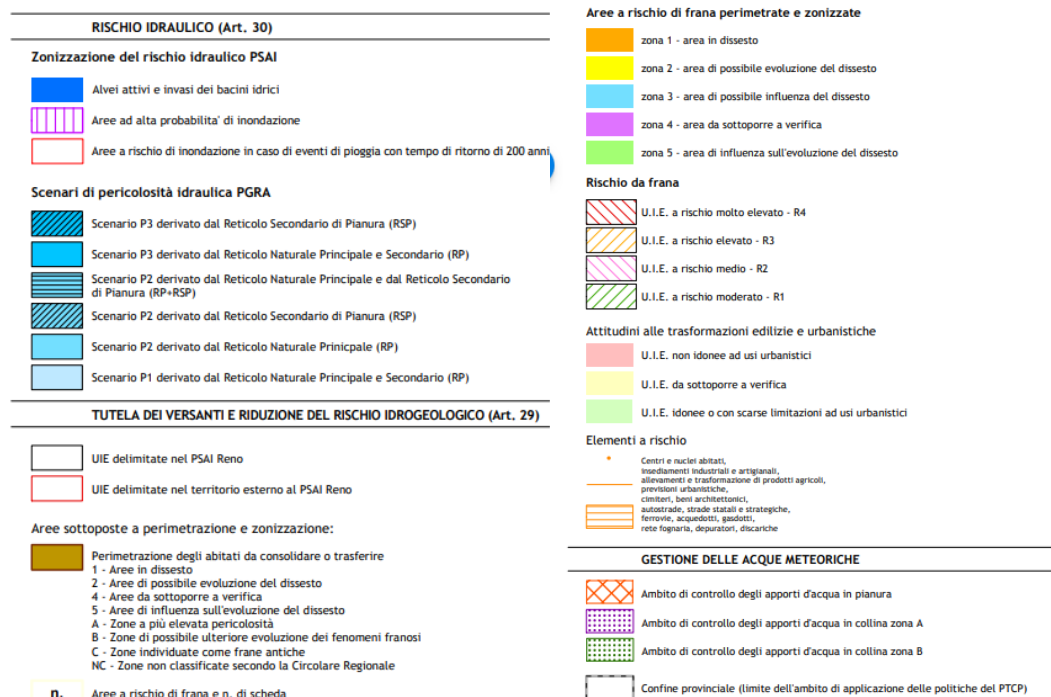 RISCHIO IDRAULICO (Art. 30)
Zonizzazione del rischio idraulico PSAI
Alvei attivi e invasi dei bacini idrici
Aree ad alta probabilita' di inondazione
Aree a rischio di inondazione in caso di eventi di pioggia con tempo di ritorno di 200 anni
Scenari di pericolosità idraulica PGRA
Scenario P3 derivato dal Reticolo Secondario di Pianura (RSP)
Scenario P3 derivato dal Reticolo Naturale Principale e Secondario (RP)
Scenario P2 derivato dal Reticolo Naturale Principale e dal Reticolo Secondario
di Pianura (RP+RSP)
Scenario P2 derivato dal Reticolo Secondario di Pianura (RSP)
Scenario P2 derivato dal Reticolo Naturale Prinicpale (RP)
Scenario P1 derivato dal Reticolo Naturale Principale e Secondario (RP)
TUTELA DEI VERSANTI E RIDUZIONE DEL RISCHIO IDROGEOLOGICO (Art. 29)
UIE delimitate nel PSAI Reno
UIE delimitate nel territorio esterno al PSAI Reno
Aree sottoposte a perimetrazione e zonizzazione:
Perimetrazione degli abitati da consolidare o trasferire
1 - Aree in dissesto
2 - Aree di possibile evoluzione del dissesto
4 - Aree da sottoporre a verifica
5 - Aree di influenza sull'evoluzione del dissesto
A - Zone a più elevata pericolosità
B - Zone di possibile ulteriore evoluzione dei fenomeni franosi
C - Zone individuate come frane antiche
NC - Zone non classificate secondo la Circolare Regionale
n. Aree a rischio di frana e n. di scheda
Aree a rischio di frana perimetrate e zonizzate
zona 1 - area in dissesto
zona 2 - area di possibile evoluzione del dissesto
zona 3 - area di possibile influenza del dissesto
zona 4 - area da sottoporre a verifica
zona 5 - area di influenza sull'evoluzione del dissesto
Rischio da frana
U.I.E. a rischio molto elevato - R4
U.I.E. a rischio elevato - R3
U.I.E. a rischio medio - R2
U.I.E. a rischio moderato - R1
Attitudini alle trasformazioni edilizie e urbanistiche
U.I.E. non idonee ad usi urbanistici
U.I.E. da sottoporre a verifica
U.I.E. idonee o con scarse limitazioni ad usi urbanistici
Elementi a rischio
Centri e nuclei abitati,
insediamenti industriali e artigianali,
allevamenti e trasformazione di prodotti agricoli,
previsioni urbanistiche,
cimiteri, beni architettonici,
autostrade, strade statali e strategiche,
ferrovie, acquedotti, gasdotti,
rete fognaria, depuratori, discariche
GESTIONE DELLE ACQUE METEORICHE
Ambito di controllo degli apporti d'acqua in pianura
Ambito di controllo degli apporti d'acqua in collina zona A
Ambito di controllo degli apporti d'acqua in collina zona B
Confine provinciale (limite dell'ambito di applicazione delle politiche del PTCP)